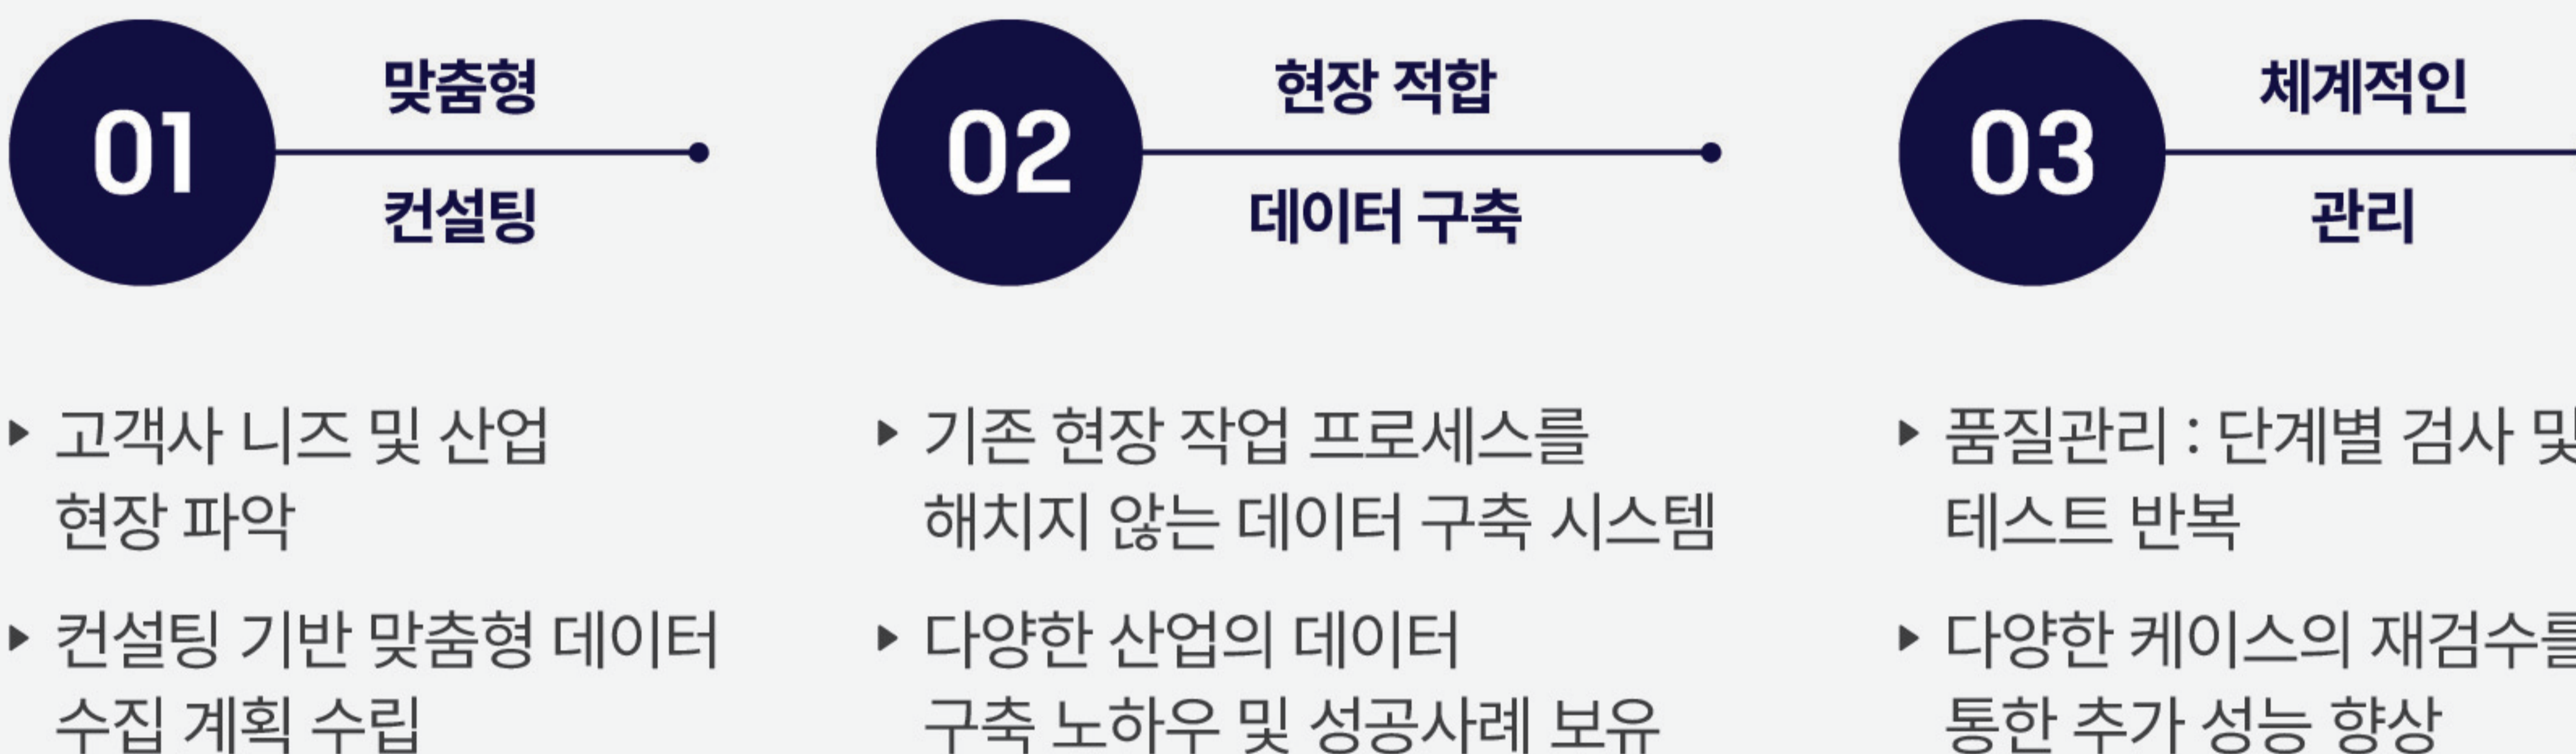 01
맞춤형
컨설팅
고객사 니즈 및 산업
현장 파악
컨설팅 기반 맞춤형 데이터
수집 계획 수립
02
현장 적합
데이터 구축
기존 현장 작업 프로세스를
해치지 않는 데이터 구축 시스템
다양한 산업의 데이터
구축 노하우 및 성공사례 보유
03
체계적인
관리
품질관리 : 단계별 검사 및
테스트 반복
다양한 케이스의 재검수를
통한 추가 성능 향상